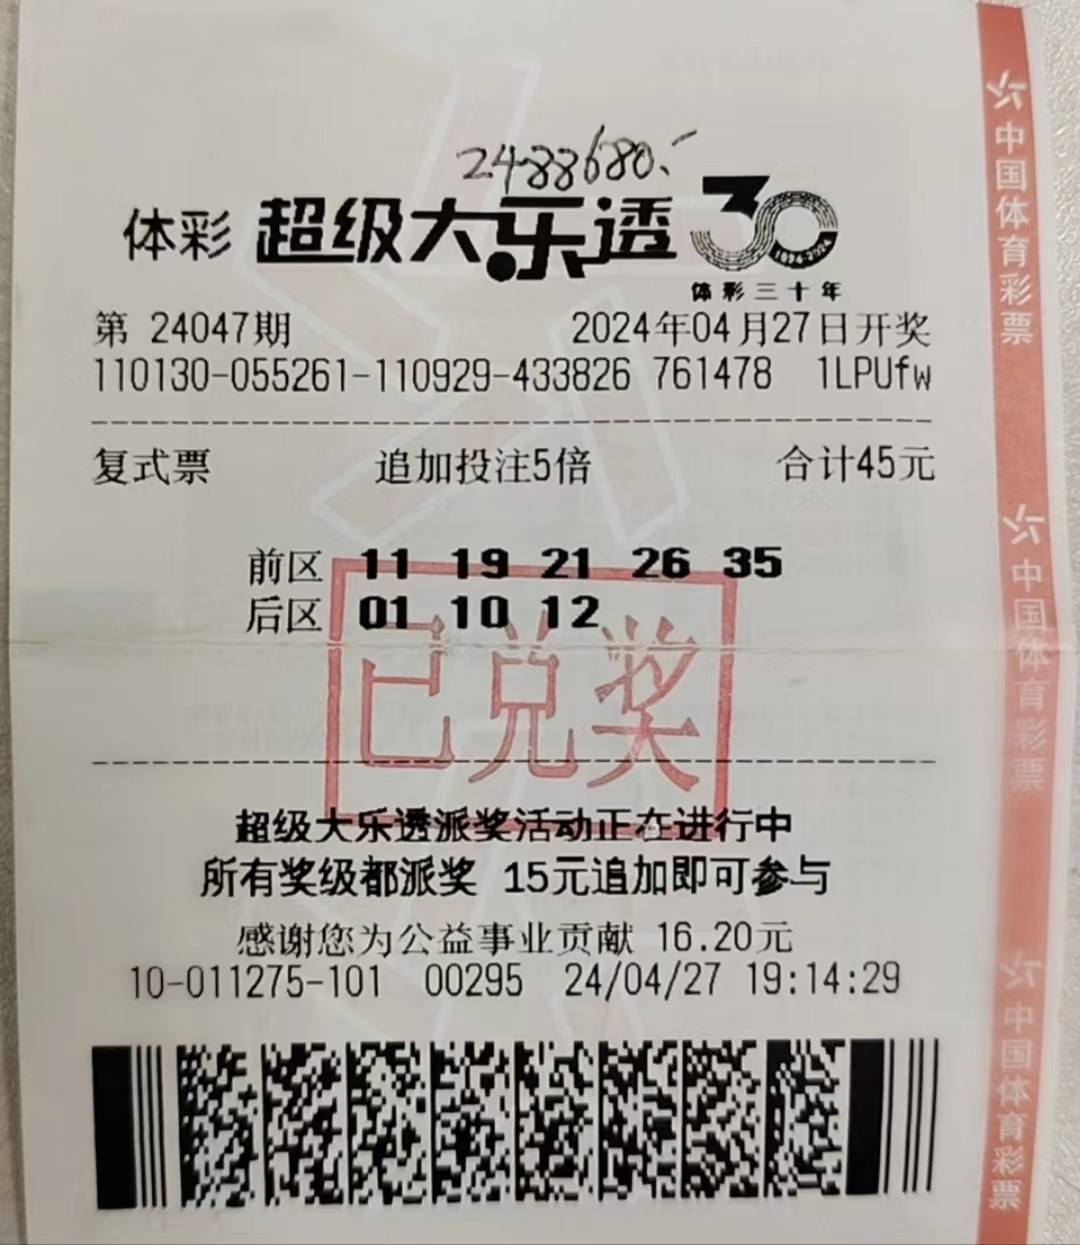 2488680.-
体彩 超级大乐透 30
1994-2024
体彩三十年
第 24047期 2024年04月27日开奖
110130-055261-110929-433826 761478 1LPUfw
复式票 追加投注5倍 合计45元
前区 11 19 21 26 35
后区 01 10 12
已兑奖
超级大乐透派奖活动正在进行中
所有奖级都派奖 15元追加即可参与
感谢您为公益事业贡献 16.20元
10-011275-101 00295 24/04/27 19:14:29
中国体育彩票
中国体育彩票
中国体育彩票